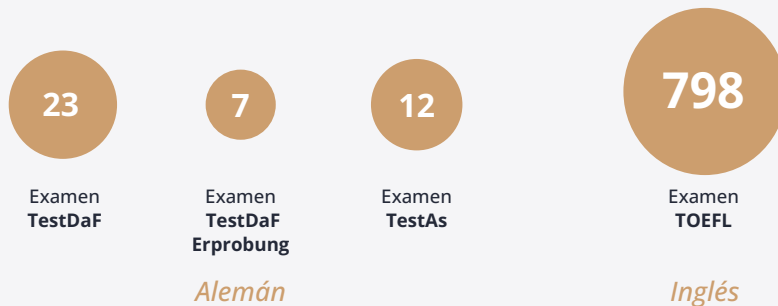 23
7
12
798
Examen
TestDaF
Examen
TestDaF
Erprobung
Examen
TestAs
Examen
TOEFL
Alemán
Inglés